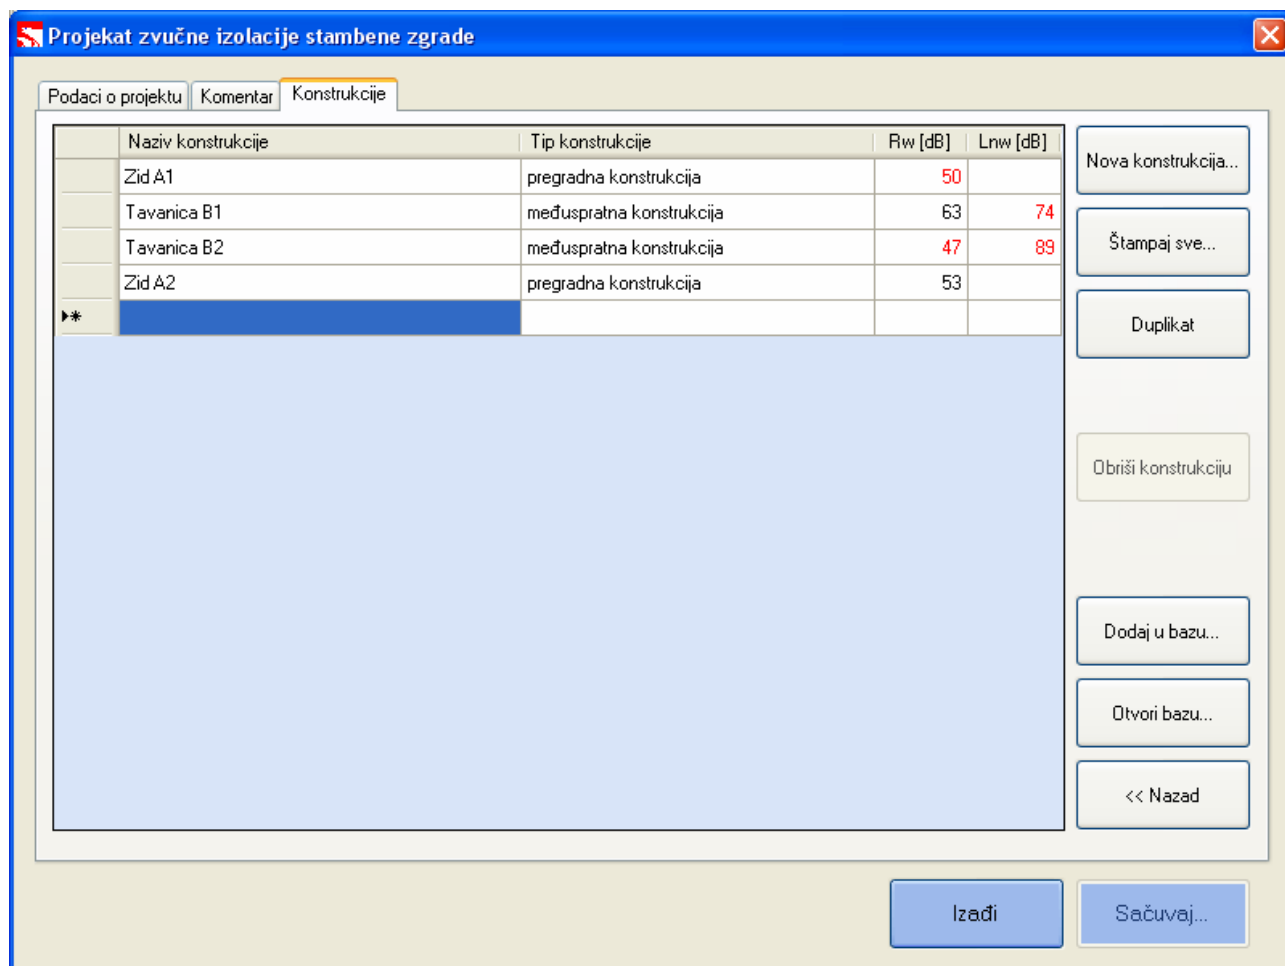 Projekat zvučne izolacije stambene zgrade
Podaci o projektu Komentar Konstrukcije
Naziv konstrukcije Tip konstrukcije Rw [dB] Lnw [dB]
Zid A1 pregradna konstrukcija 50
Tavanica B1 međuspratna konstrukcija 63 74
Tavanica B2 međuspratna konstrukcija 47 89
Zid A2 pregradna konstrukcija 53
Nova konstrukcija...
Štampaj sve...
Duplikat
Obriši konstrukciju
Dodaj u bazu...
Otvori bazu...
<< Nazad
Izađi Sačuvaj...